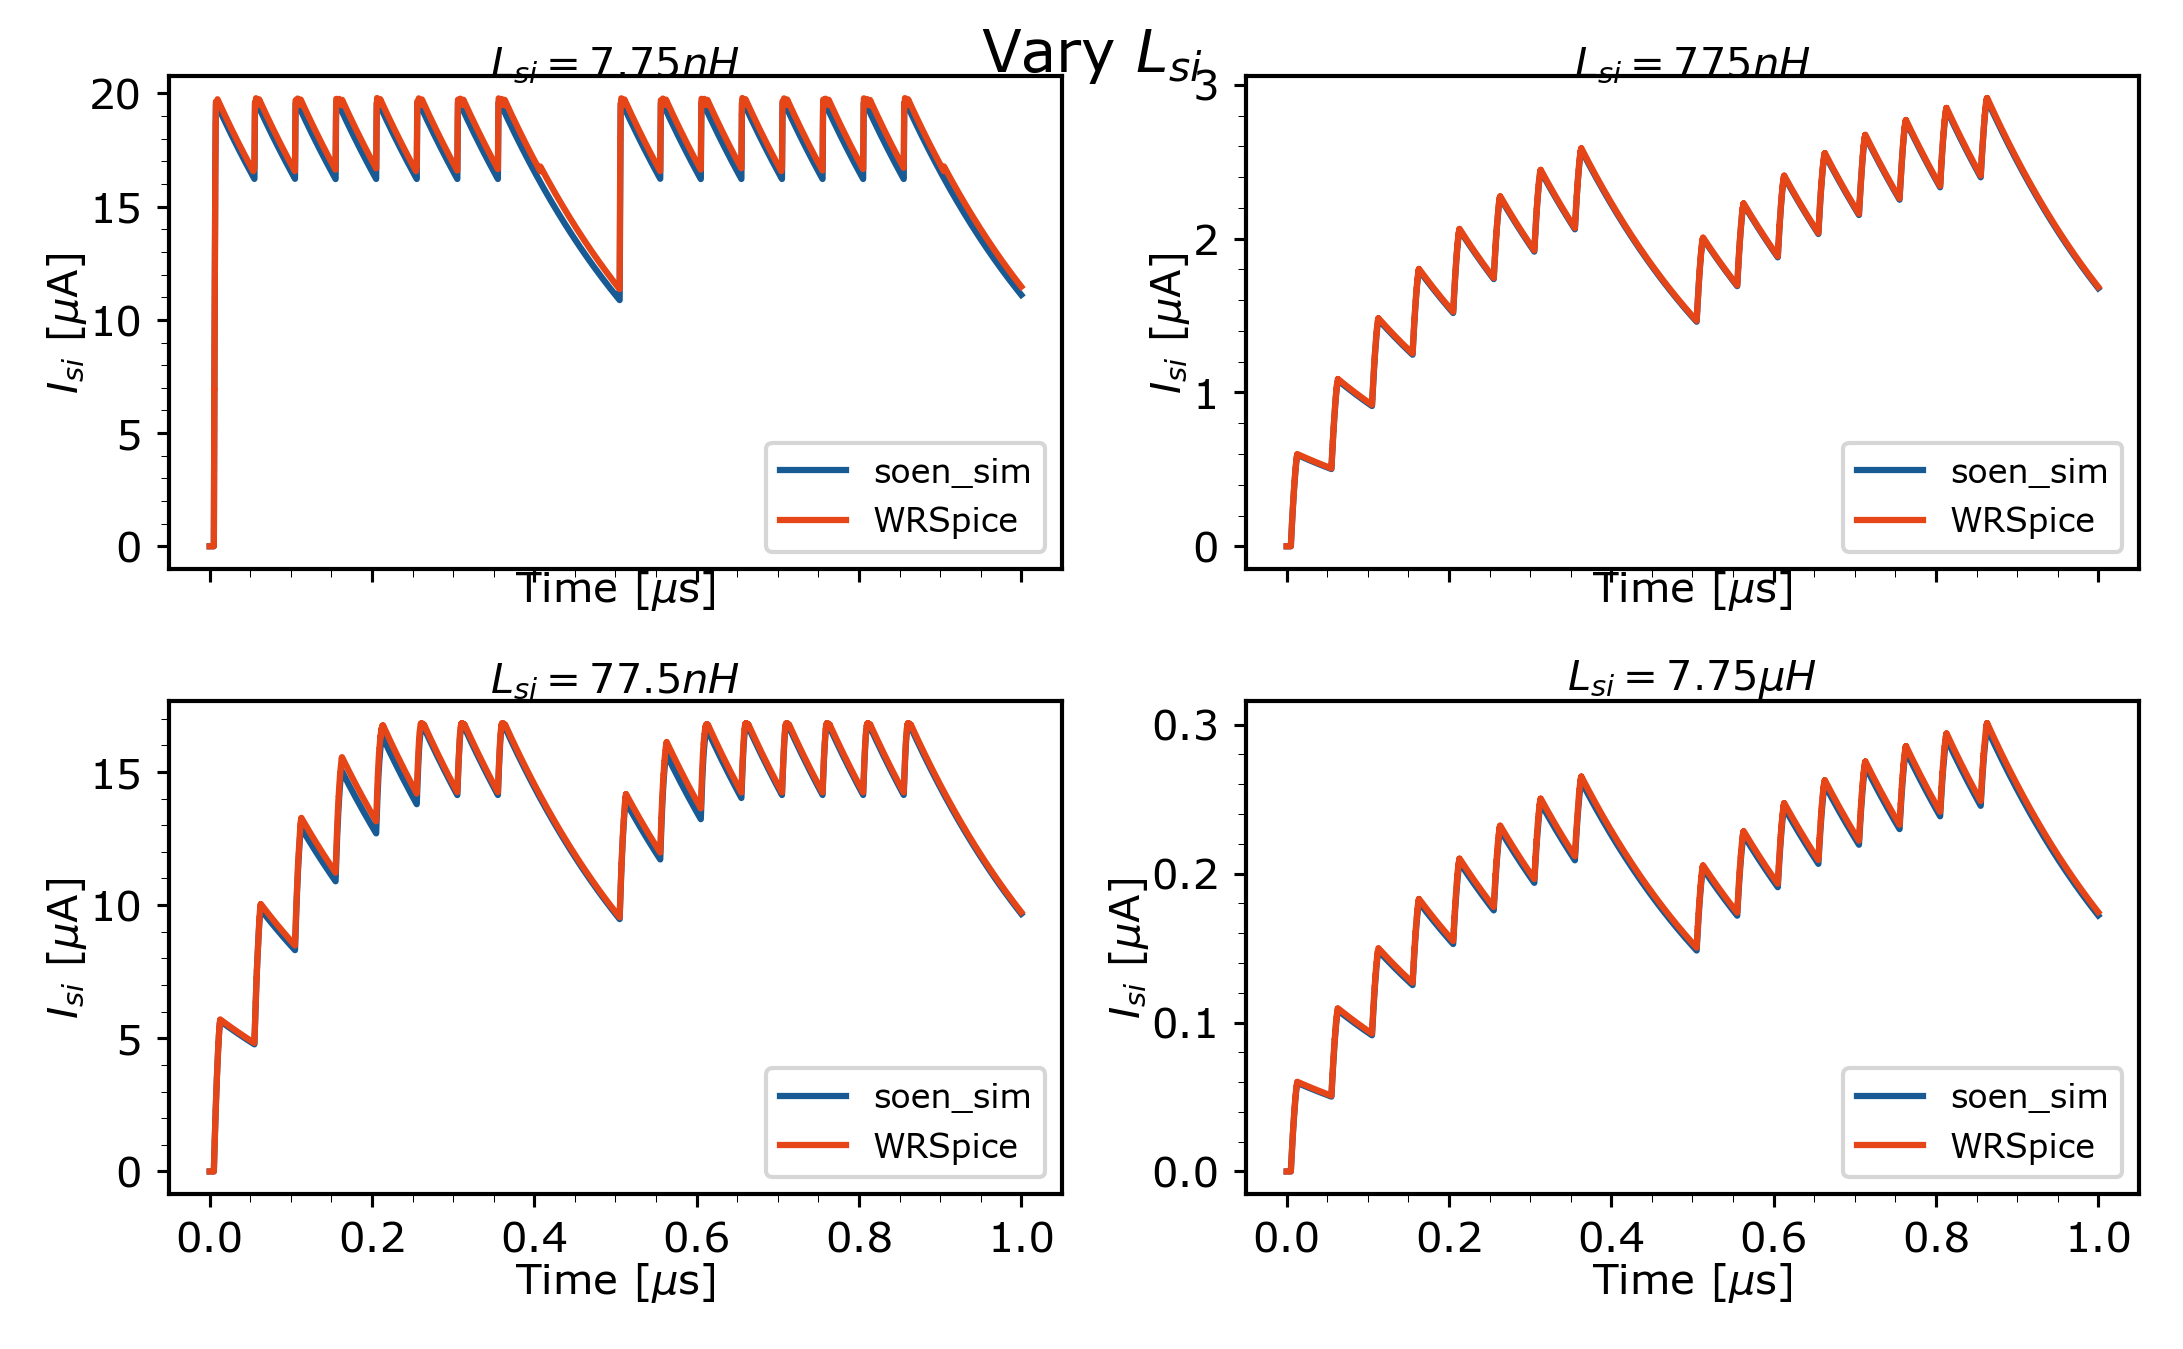 Vary L_si
L_si = 7.75nH
20
15
10
5
0
I_si [μA]
soen_sim
WRSpice
Time [μs]
L_si = 775nH
3
2
1
0
I_si [μA]
soen_sim
WRSpice
Time [μs]
L_si = 77.5nH
15
10
5
0
I_si [μA]
soen_sim
WRSpice
0.0 0.2 0.4 0.6 0.8 1.0
Time [μs]
L_si = 7.75μH
0.3
0.2
0.1
0.0
I_si [μA]
soen_sim
WRSpice
0.0 0.2 0.4 0.6 0.8 1.0
Time [μs]